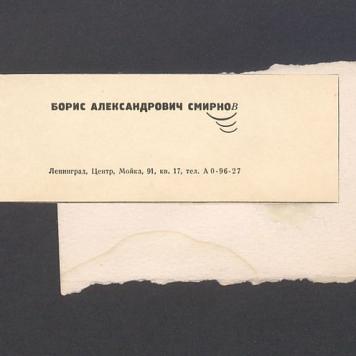 БОРИС АЛЕКСАНДРОВИЧ СМИРНОВ
Ленинград, Центр, Мойка, 91, кв. 17, тел. А 0-96-27